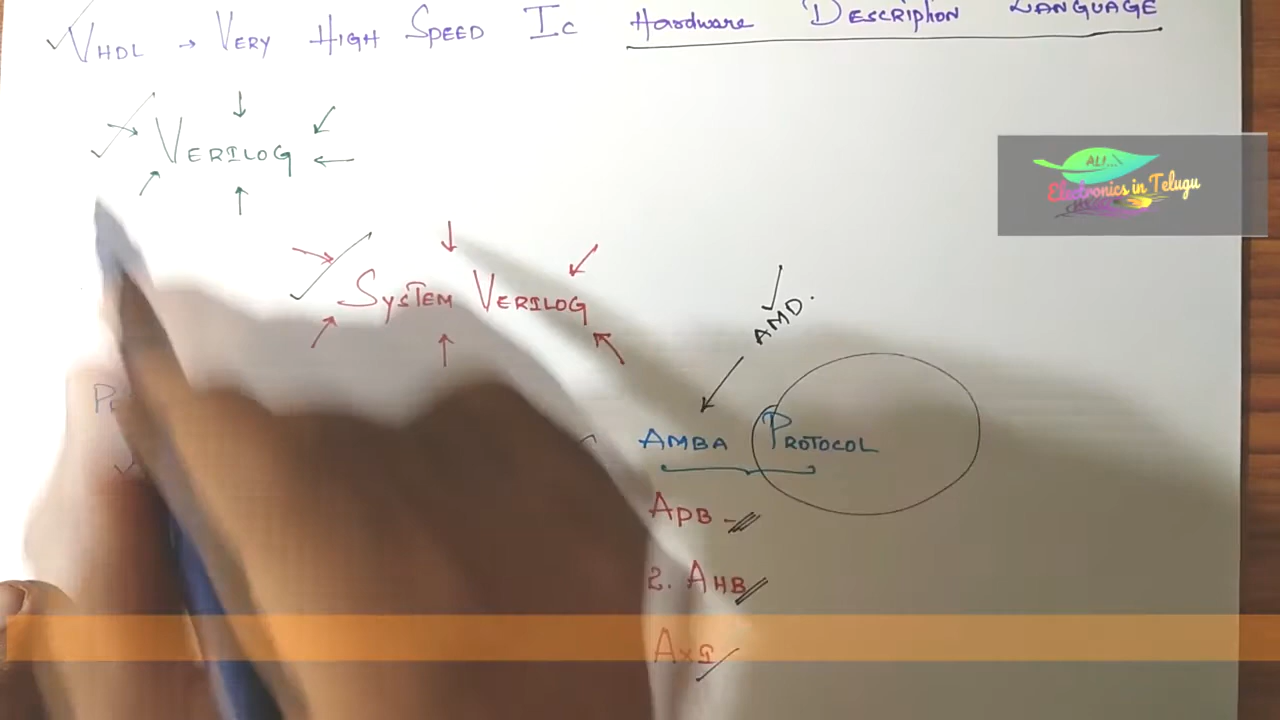 VHDL → VERY HIGH SPEED IC Hardware DESCRIPTION LANGUAGE
VERILOG
SYSTEM VERILOG
AMD.
AMBA PROTOCOL
APB
2. AHB
AXI
ALI...\
Electronics in Telugu